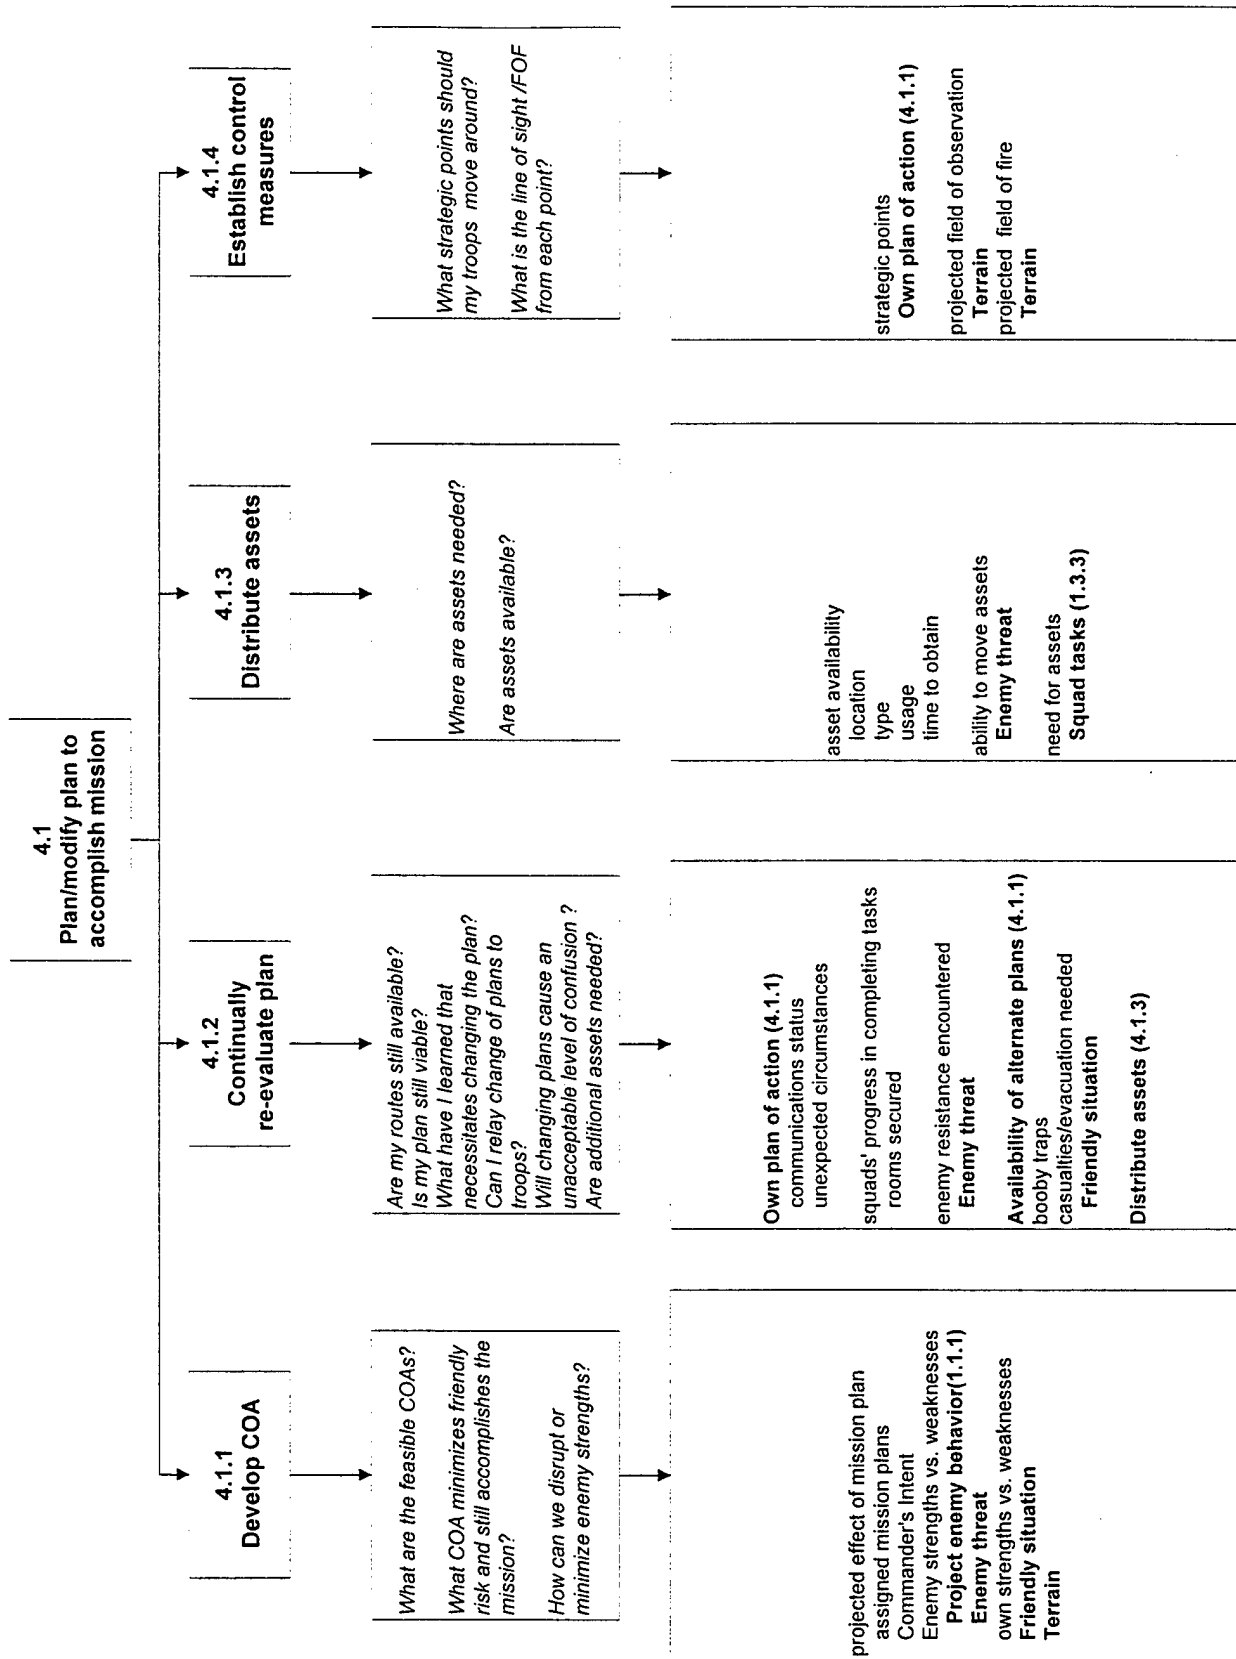 4.1
Plan/modify plan to
accomplish mission
4.1.1
Develop COA
What are the feasible COAs?
What COA minimizes friendly
risk and still accomplishes the
mission?
How can we disrupt or
minimize enemy strengths?
projected effect of mission plan
assigned mission plans
Commander's Intent
Enemy strengths vs. weaknesses
Project enemy behavior(1.1.1)
Enemy threat
own strengths vs. weaknesses
Friendly situation
Terrain
4.1.2
Continually
re-evaluate plan
Are my routes still available?
Is my plan still viable?
What have I learned that
necessitates changing the plan?
Can I relay change of plans to
troops?
Will changing plans cause an
unacceptable level of confusion ?
Are additional assets needed?
Own plan of action (4.1.1)
communications status
unexpected circumstances
squads' progress in completing tasks
rooms secured
enemy resistance encountered
Enemy threat
Availability of alternate plans (4.1.1)
booby traps
casualties/evacuation needed
Friendly situation
Distribute assets (4.1.3)
4.1.3
Distribute assets
Where are assets needed?
Are assets available?
asset availability
location
type
usage
time to obtain
ability to move assets
Enemy threat
need for assets
Squad tasks (1.3.3)
4.1.4
Establish control
measures
What strategic points should
my troops move around?
What is the line of sight /FOF
from each point?
strategic points
Own plan of action (4.1.1)
projected field of observation
Terrain
projected field of fire
Terrain